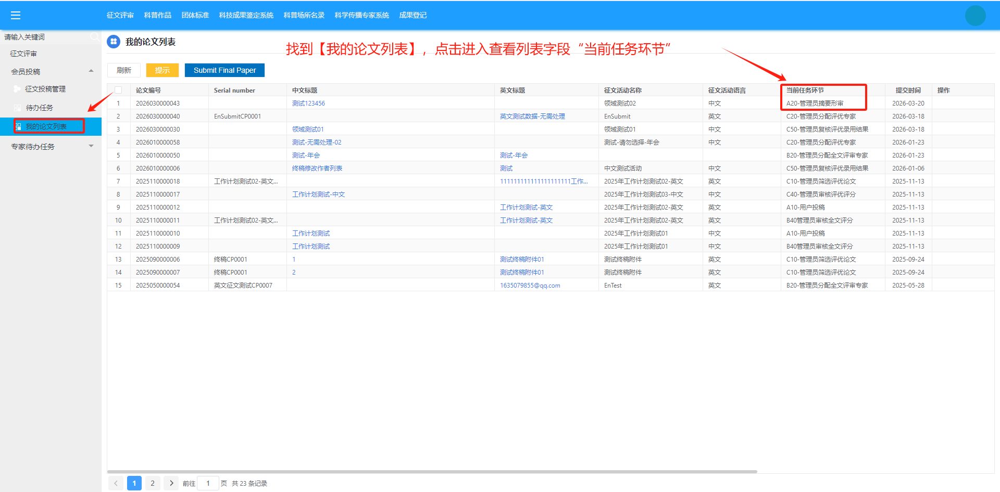 征文评审 科普作品 团体标准 科技成果鉴定系统 科普场所名录 科学传播专家系统 成果登记
请输入关键词
征文评审
会员投稿
征文投稿管理
待办任务
我的论文列表
专家待办任务
我的论文列表
找到【我的论文列表】，点击进入查看列表字段“当前任务环节”
刷新 提示 Submit Final Paper
论文编号 Serial number 中文标题 英文标题 征文活动名称 征文活动语言 当前任务环节 提交时间 操作
1 2026030000043 测试123456 领域测试02 中文 A20-管理员摘要形审 2026-03-20
2 2026030000040 EnSubmitCP0001 英文测试数据-无需处理 EnSubmit 英文 C20-管理员分配评优专家 2026-03-18
3 2026030000030 领域测试01 领域测试01 中文 C50-管理员复核评优录用结果 2026-03-18
4 2026010000058 测试-无需处理-02 测试-请勿选择-年会 中文 C20-管理员分配评优专家 2026-01-23
5 2026010000050 测试-年会 测试-年会 B20-管理员分配全文评审专家 2026-01-23
6 2026010000006 终稿修改作者列表 测试 中文测试活动 中文 C50-管理员复核评优录用结果 2026-01-06
7 2025110000018 工作计划测试02-英文... 111111111111111111111工作... 2025年工作计划测试02-英文 英文 C10-管理员筛选评优论文 2025-11-13
8 2025110000017 工作计划测试-中文 2025年工作计划测试03-中文 中文 C40-管理员审核评优评分 2025-11-13
9 2025110000012 工作计划测试-英文 2025年工作计划测试02-英文 英文 A10-用户投稿 2025-11-13
10 2025110000011 工作计划测试02-英文... 工作计划测试-英文 2025年工作计划测试02-英文 英文 B40管理员审核全文评分 2025-11-13
11 2025110000010 工作计划测试 2025年工作计划测试01 中文 A10-用户投稿 2025-11-13
12 2025110000009 工作计划测试 2025年工作计划测试01 中文 B40管理员审核全文评分 2025-11-13
13 2025090000006 终稿CP0001 1 测试终稿附件01 测试终稿附件 英文 C10-管理员筛选评优论文 2025-09-24
14 2025090000007 终稿CP0001 2 测试终稿附件01 测试终稿附件 英文 C10-管理员筛选评优论文 2025-09-24
15 2025050000054 英文征文测试CP0007 1635079855@qq.com EnTest 英文 B20-管理员分配全文评审专家 2025-05-28
1 2 前往 1 页 共 23 条记录